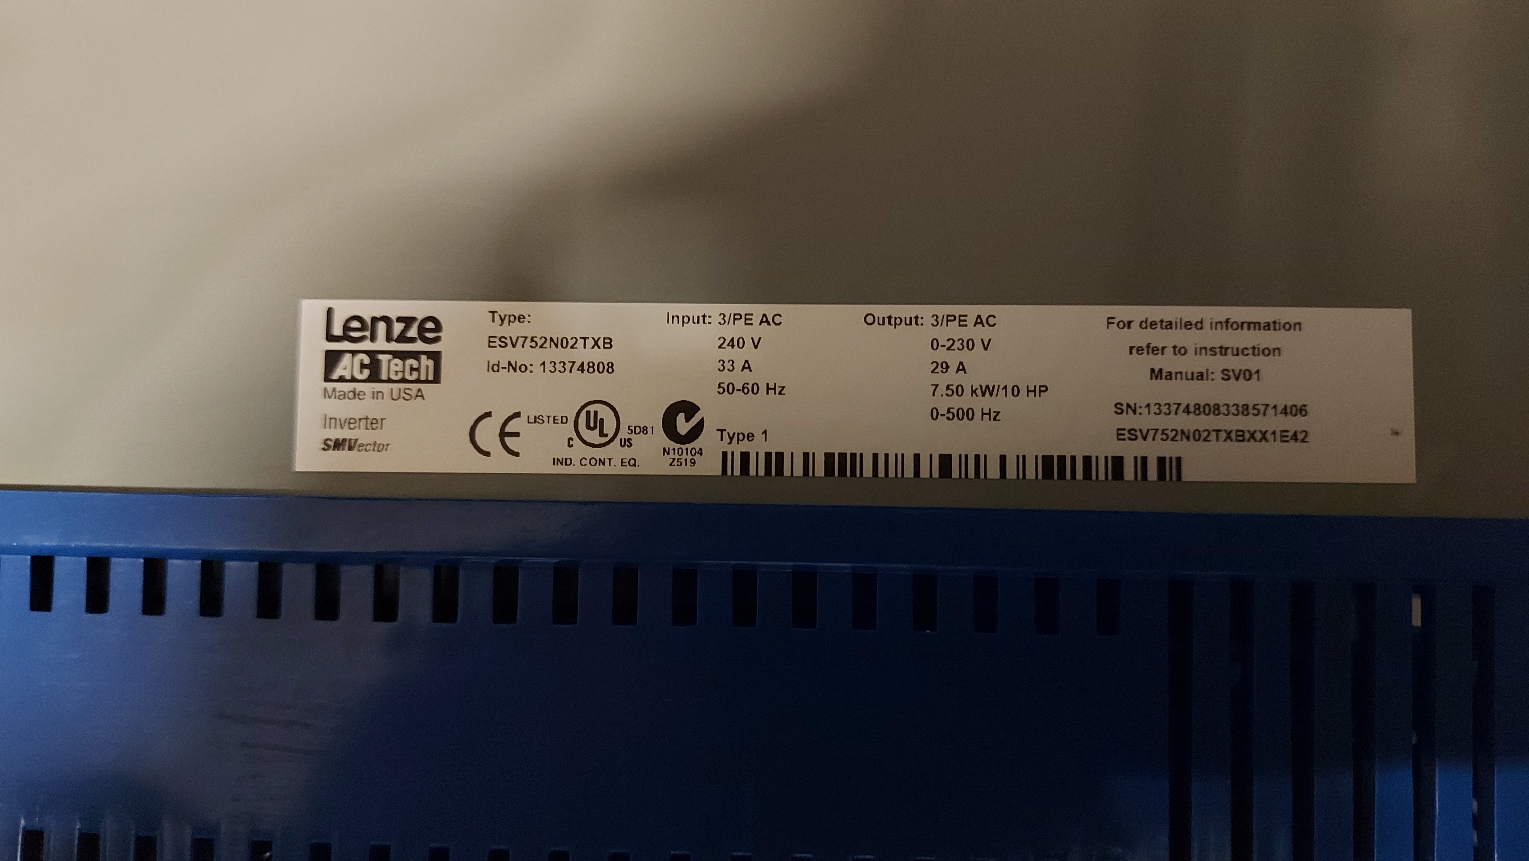 Lenze
AC Tech
Made in USA
Inverter
SMVector
Type:
ESV752N02TXB
Id-No: 13374808
CE
LISTED
UL
C US
5D81
IND. CONT. EQ.
N10104
Z519
Input: 3/PE AC
240 V
33 A
50-60 Hz
Type 1
Output: 3/PE AC
0-230 V
29 A
7.50 kW/10 HP
0-500 Hz
For detailed information
refer to instruction
Manual: SV01
SN:13374808338571406
ESV752N02TXBXX1E42